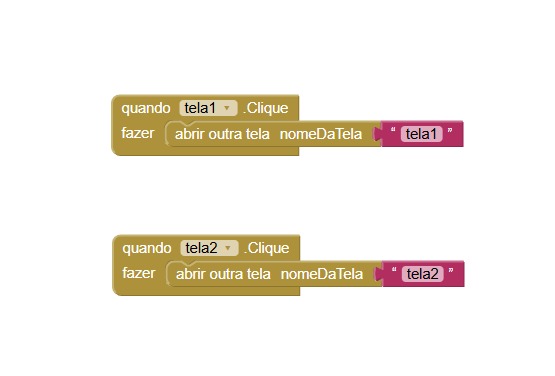 quando tela1 .Clique
fazer abrir outra tela nomeDaTela “ tela1 ”
quando tela2 .Clique
fazer abrir outra tela nomeDaTela “ tela2 ”